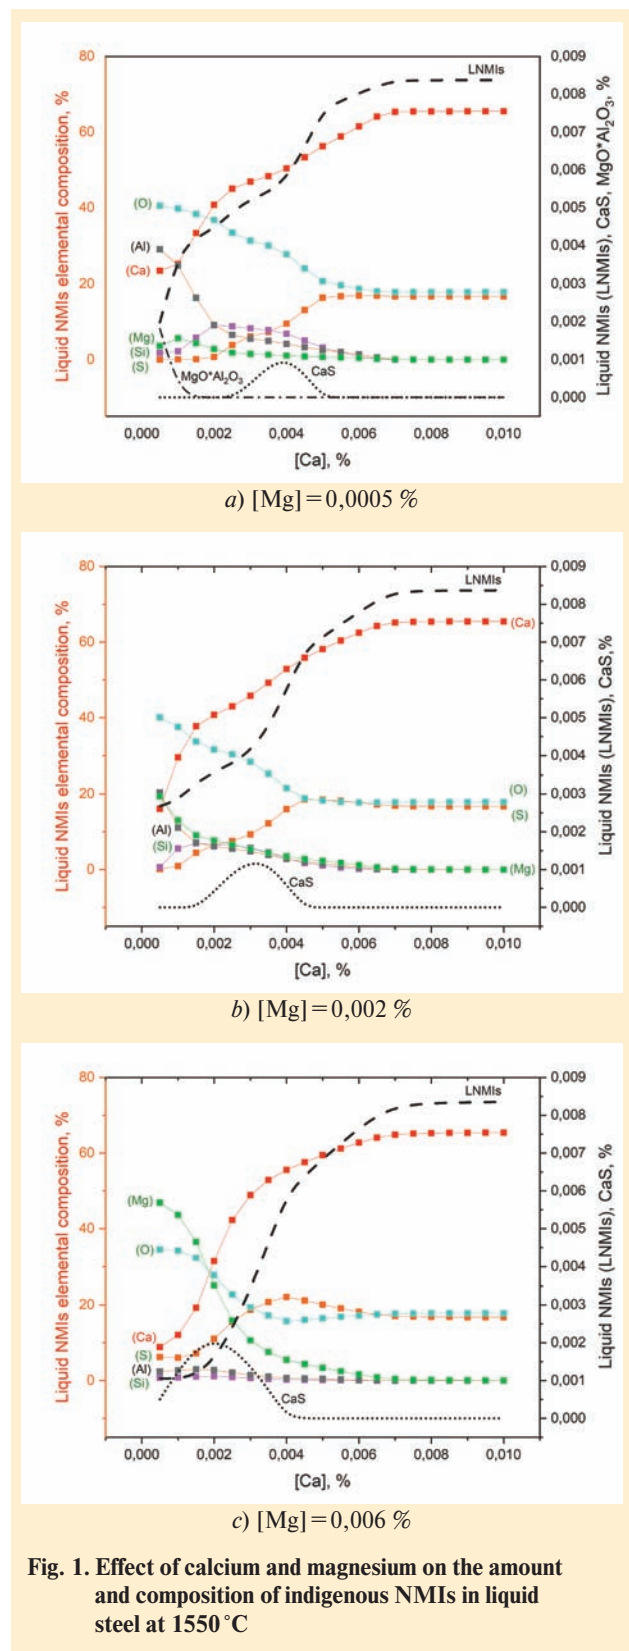 80
60
40
20
0
Liquid NMIs elemental composition, %
(O)
(Al)
(Ca)
(Mg)
(Si)
(S)
LNMIs
MgO*Al₂O₃
CaS
0,009
0,008
0,007
0,006
0,005
0,004
0,003
0,002
0,001
0,000
Liquid NMIs (LNMIs), CaS, MgO*Al₂O₃, %
0,000 0,002 0,004 0,006 0,008 0,010
[Ca], %
a) [Mg] = 0,0005 %
80
60
40
20
0
Liquid NMIs elemental composition, %
(Al)
(Si)
LNMIs
(Ca)
(O)
(S)
(Mg)
CaS
0,009
0,008
0,007
0,006
0,005
0,004
0,003
0,002
0,001
0,000
Liquid NMIs (LNMIs), CaS,%
0,000 0,002 0,004 0,006 0,008 0,010
[Ca], %
b) [Mg] = 0,002 %
80
60
40
20
0
Liquid NMIs elemental composition, %
(Mg)
(O)
(Ca)
(S)
(Al)
(Si)
LNMIs
CaS
0,009
0,008
0,007
0,006
0,005
0,004
0,003
0,002
0,001
0,000
Liquid NMIs (LNMIs), CaS, %
0,000 0,002 0,004 0,006 0,008 0,010
[Ca], %
c) [Mg] = 0,006 %
Fig. 1. Effect of calcium and magnesium on the amount
and composition of indigenous NMIs in liquid
steel at 1550 °C